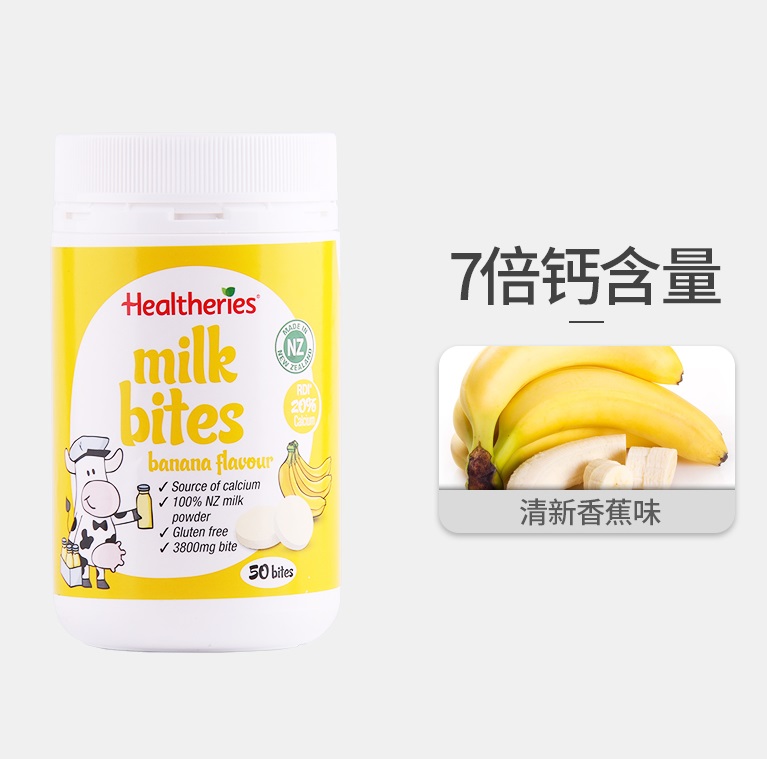 Healtheries®
milk
bites
banana flavour
MADE IN
NZ
NEW ZEALAND
RDI*
20%
Calcium
✓ Source of calcium
✓ 100% NZ milk
powder
✓ Gluten free
✓ 3800mg bite
50 bites
7倍钙含量
清新香蕉味